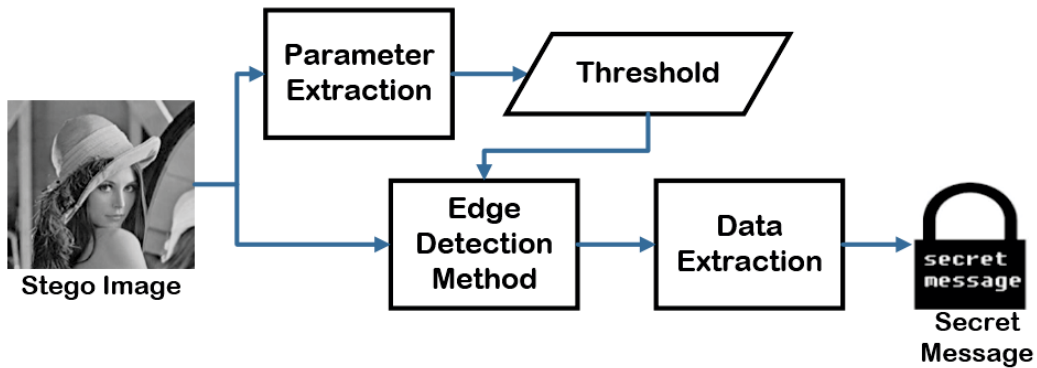 Parameter
Extraction
Threshold
Stego Image
Edge
Detection
Method
Data
Extraction
secret
message
Secret
Message